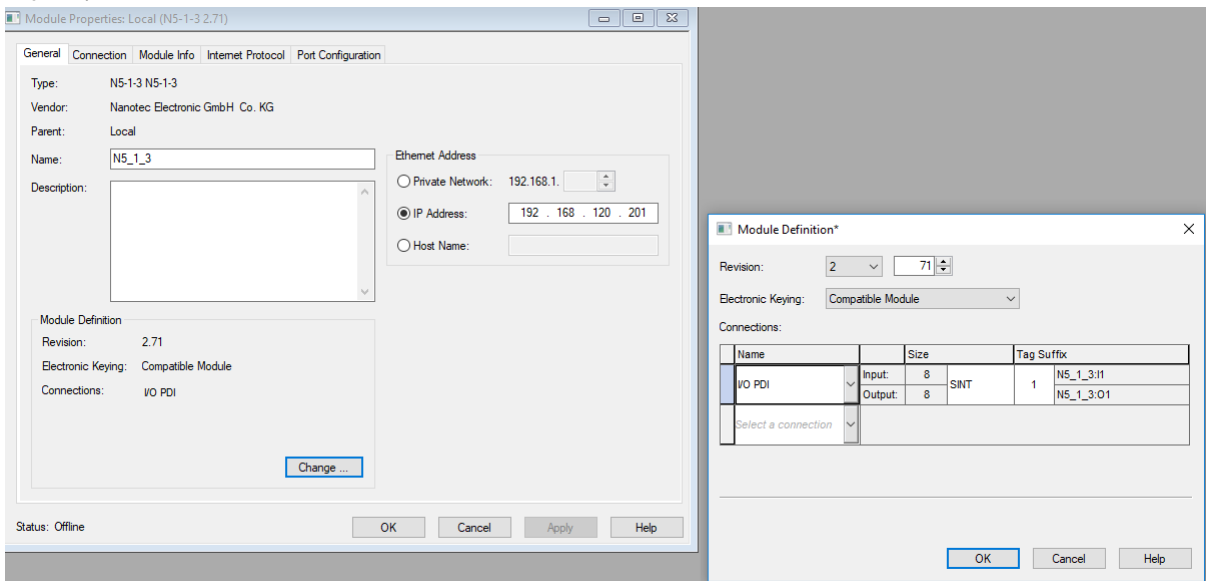 Module Properties: Local (N5-1-3 2.71)
General Connection Module Info Internet Protocol Port Configuration
Type: N5-1-3 N5-1-3
Vendor: Nanotec Electronic GmbH Co. KG
Parent: Local
Name: N5_1_3
Description:
Ethernet Address
Private Network: 192.168.1.
IP Address: 192 . 168 . 120 . 201
Host Name:
Module Definition
Revision: 2.71
Electronic Keying: Compatible Module
Connections: I/O PDI
Change ...
Status: Offline
OK Cancel Apply Help
Module Definition*
Revision: 2 71
Electronic Keying: Compatible Module
Connections:
Name Size Tag Suffix
I/O PDI Input: 8 SINT 1 N5_1_3:I1
Output: 8 N5_1_3:O1
Select a connection
OK Cancel Help